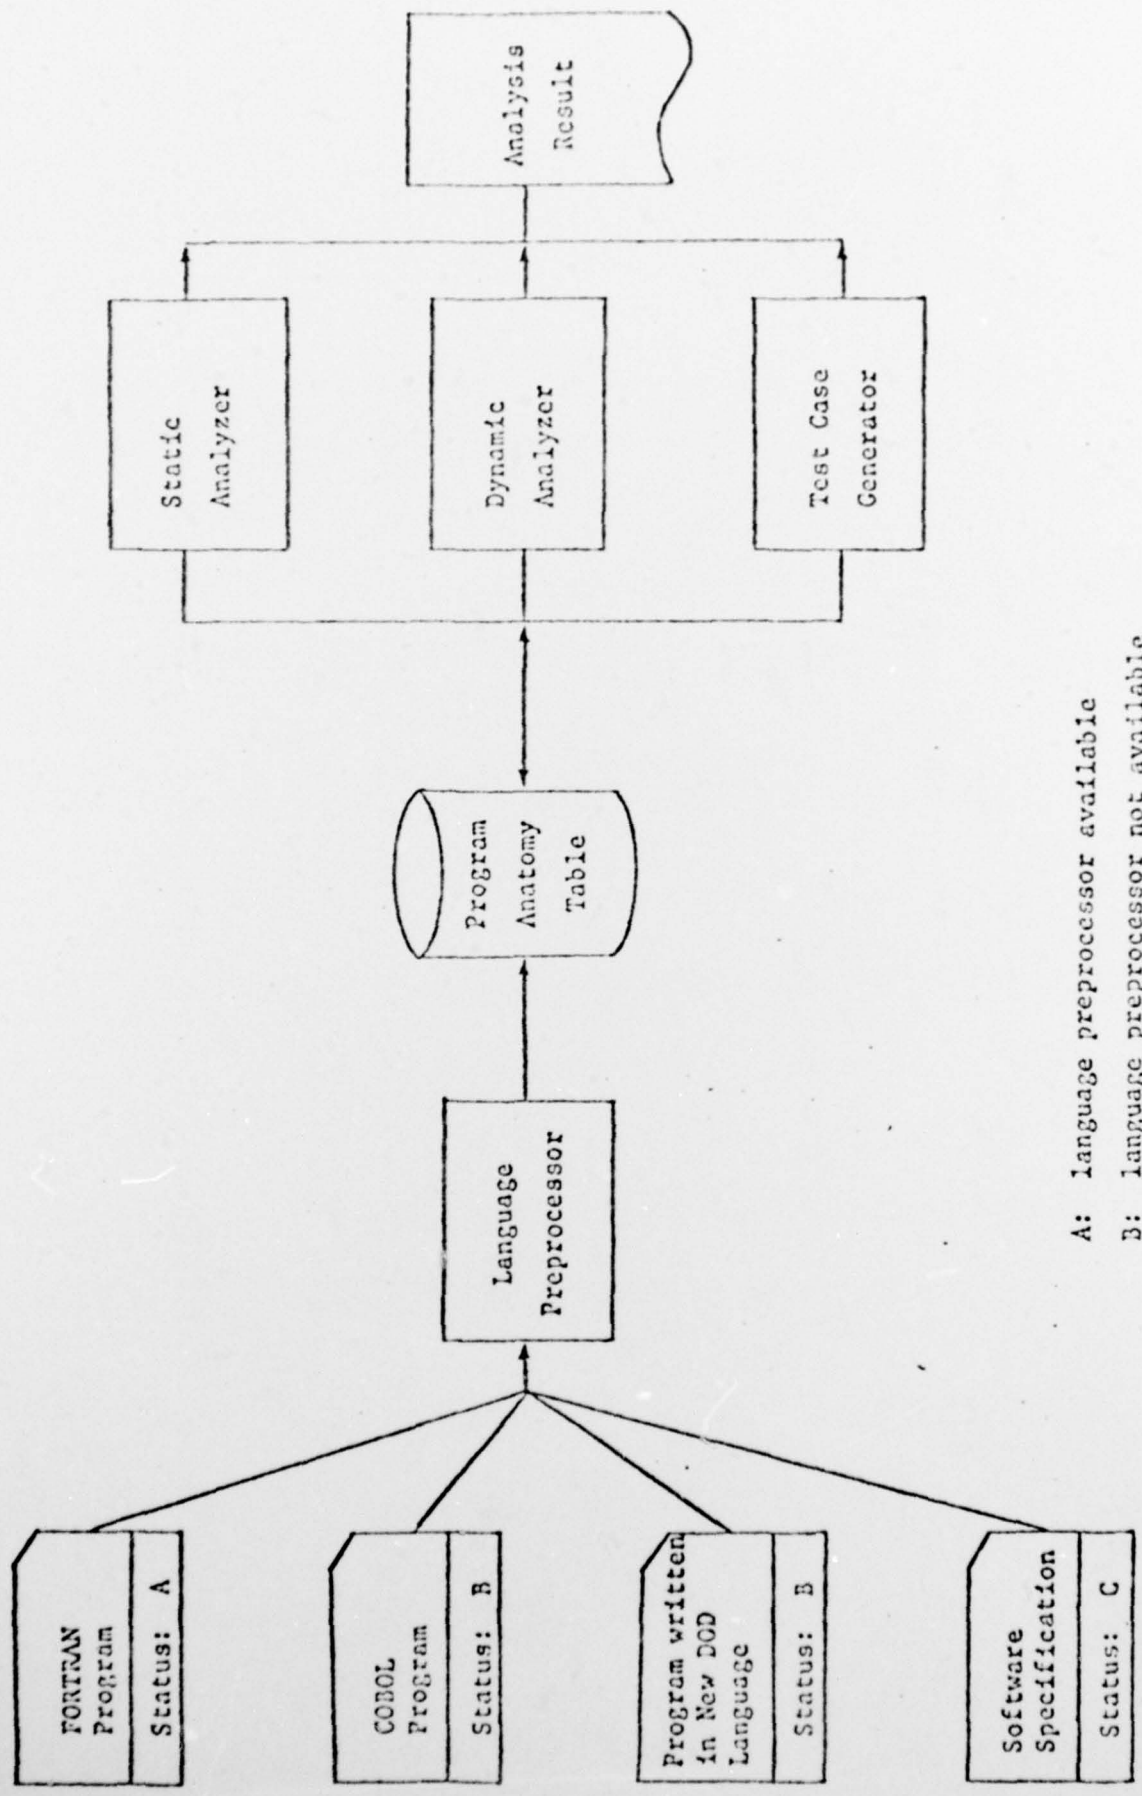 FORTRAN
Program
Status: A
COBOL
Program
Status: B
Program written
in New DOD
Language
Status: B
Software
Specification
Status: C
Language
Preprocessor
Program
Anatomy
Table
Static
Analyzer
Dynamic
Analyzer
Test Case
Generator
Analysis
Result
A: language preprocessor available
B: language preprocessor not available